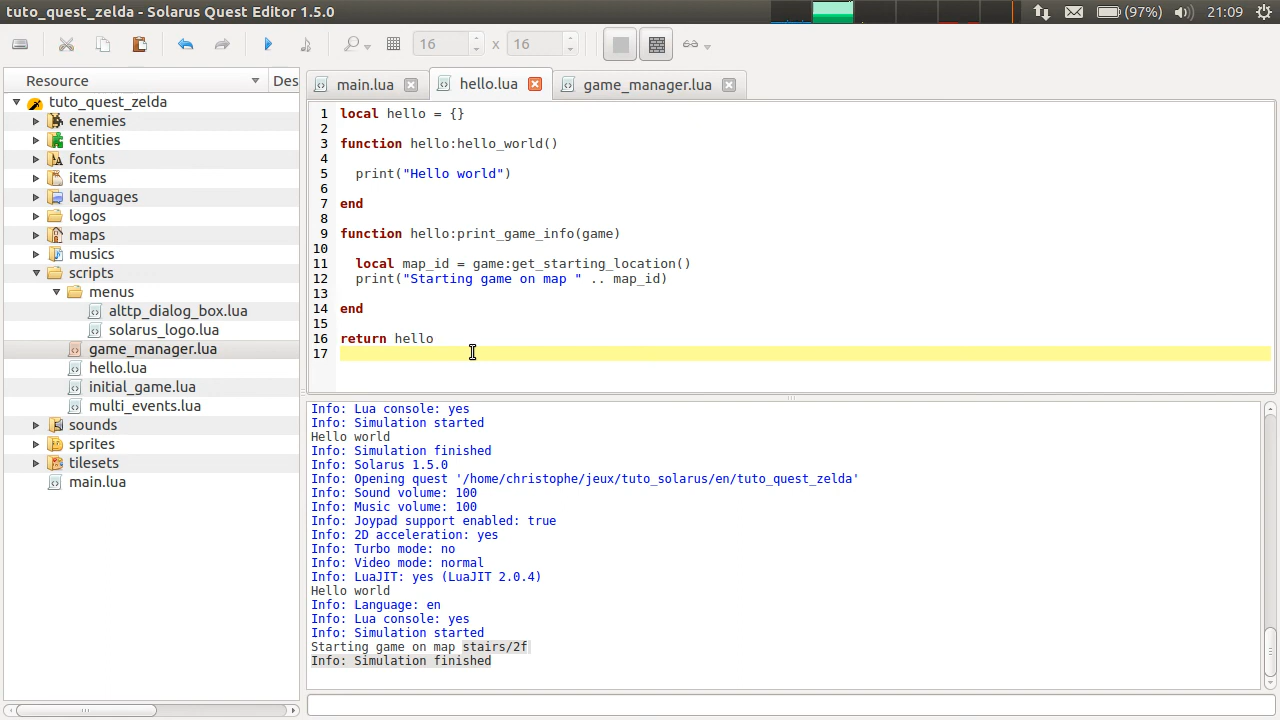 tuto_quest_zelda - Solarus Quest Editor 1.5.0
(97%)
21:09
16
x
16
Resource
Des
tuto_quest_zelda
enemies
entities
fonts
items
languages
logos
maps
musics
scripts
menus
alttp_dialog_box.lua
solarus_logo.lua
game_manager.lua
hello.lua
initial_game.lua
multi_events.lua
sounds
sprites
tilesets
main.lua
main.lua
hello.lua
game_manager.lua
1 local hello = {}
2
3 function hello:hello_world()
4
5 print("Hello world")
6
7 end
8
9 function hello:print_game_info(game)
10
11 local map_id = game:get_starting_location()
12 print("Starting game on map " .. map_id)
13
14 end
15
16 return hello
17
Info: Lua console: yes
Info: Simulation started
Hello world
Info: Simulation finished
Info: Solarus 1.5.0
Info: Opening quest '/home/christophe/jeux/tuto_solarus/en/tuto_quest_zelda'
Info: Sound volume: 100
Info: Music volume: 100
Info: Joypad support enabled: true
Info: 2D acceleration: yes
Info: Turbo mode: no
Info: Video mode: normal
Info: LuaJIT: yes (LuaJIT 2.0.4)
Hello world
Info: Language: en
Info: Lua console: yes
Info: Simulation started
Starting game on map stairs/2f
Info: Simulation finished